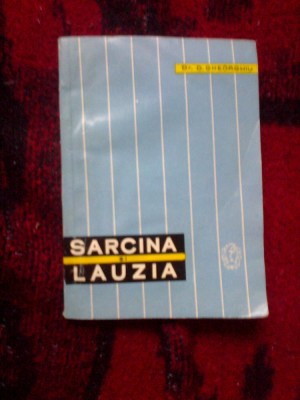 Dr. G. GHEORGHIU
SARCINA
ȘI
LAUZIA